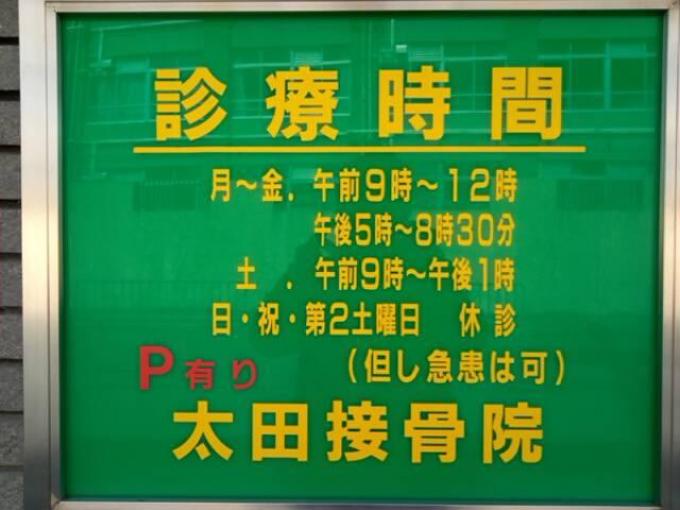 診療時間
月～金．午前9時～12時
午後5時～8時30分
土．午前9時～午後1時
日・祝・第2土曜日 休診
P有り (但し急患は可)
太田接骨院